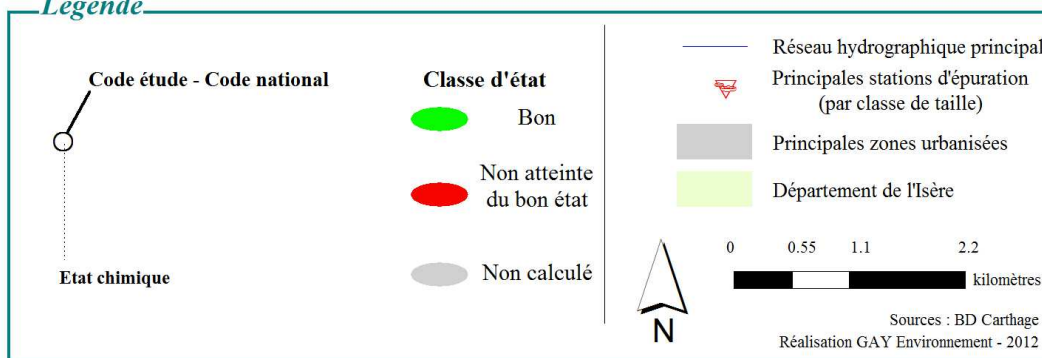 Légende
Code étude - Code national
Etat chimique
Classe d'état
Bon
Non atteinte
du bon état
Non calculé
Réseau hydrographique principal
Principales stations d'épuration
(par classe de taille)
Principales zones urbanisées
Département de l'Isère
0 0.55 1.1 2.2
kilomètres
N
Sources : BD Carthage
Réalisation GAY Environnement - 2012